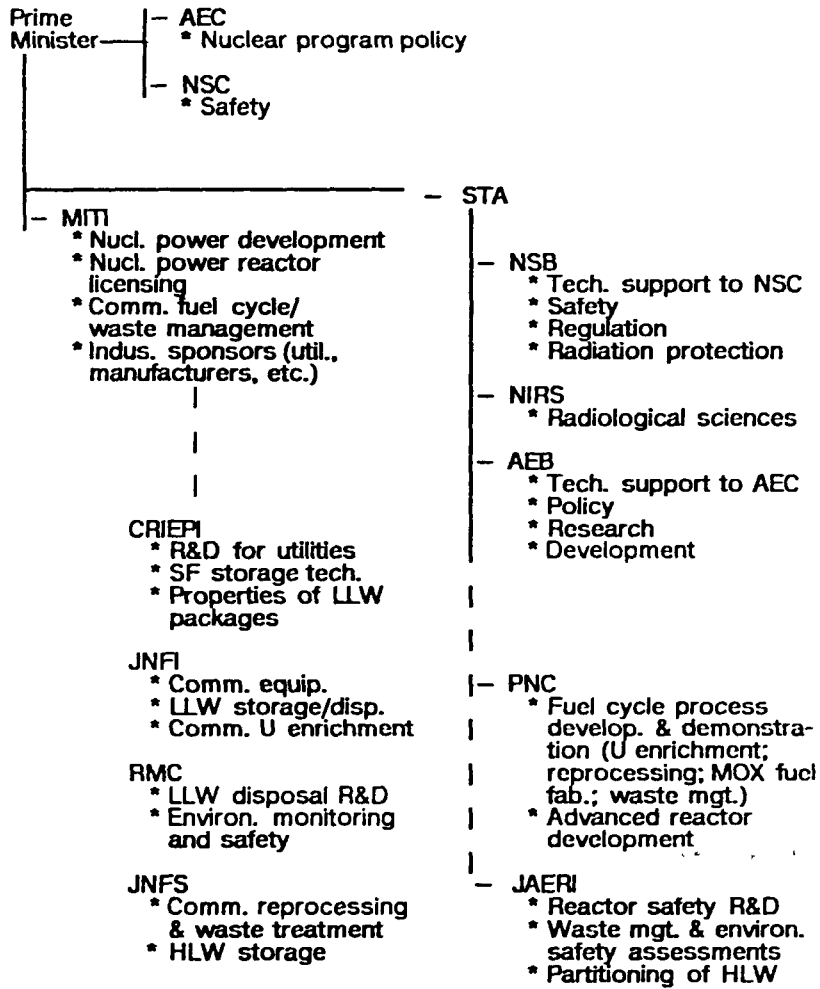 Prime
Minister
– AEC
* Nuclear program policy
– NSC
* Safety
– MITI
* Nucl. power development
* Nucl. power reactor
licensing
* Comm. fuel cycle/
waste management
* Indus. sponsors (util.,
manufacturers, etc.)
CRIEPI
* R&D for utilities
* SF storage tech.
* Properties of LLW
packages
JNFI
* Comm. equip.
* LLW storage/disp.
* Comm. U enrichment
RMC
* LLW disposal R&D
* Environ. monitoring
and safety
JNFS
* Comm. reprocessing
& waste treatment
* HLW storage
– STA
– NSB
* Tech. support to NSC
* Safety
* Regulation
* Radiation protection
– NIRS
* Radiological sciences
– AEB
* Tech. support to AEC
* Policy
* Research
* Development
– PNC
* Fuel cycle process
develop. & demonstra-
tion (U enrichment;
reprocessing; MOX fuel
fab.; waste mgt.)
* Advanced reactor
development
– JAERI
* Reactor safety R&D
* Waste mgt. & environ.
safety assessments
* Partitioning of HLW